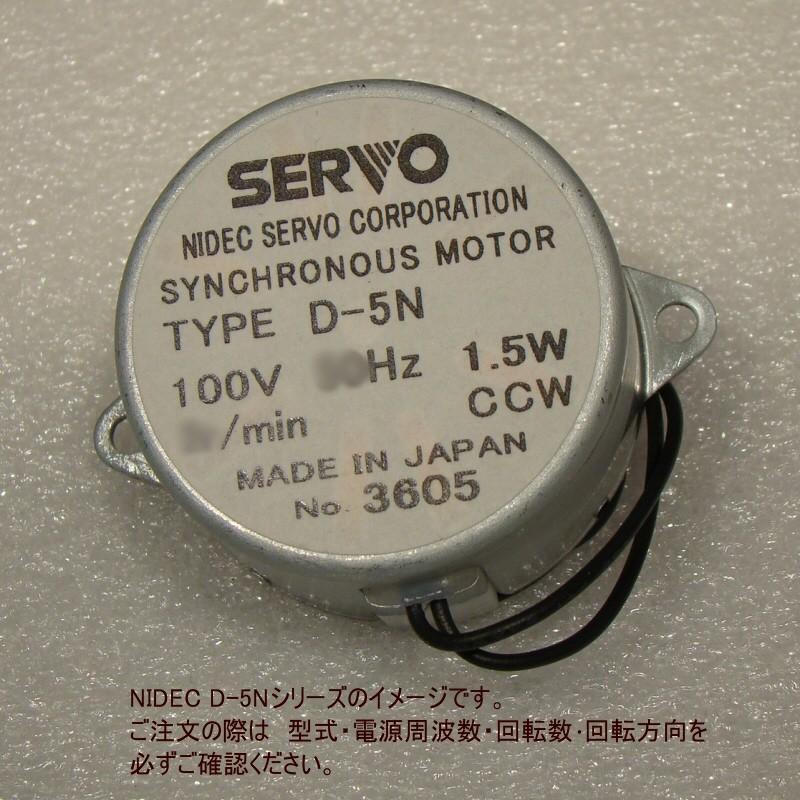 SERVO
NIDEC SERVO CORPORATION
SYNCHRONOUS MOTOR
TYPE D-5N
100V Hz 1.5W
/min CCW
MADE IN JAPAN
No. 3605
NIDEC D-5Nシリーズのイメージです。
ご注文の際は 型式・電源周波数・回転数・回転方向を
必ずご確認ください。